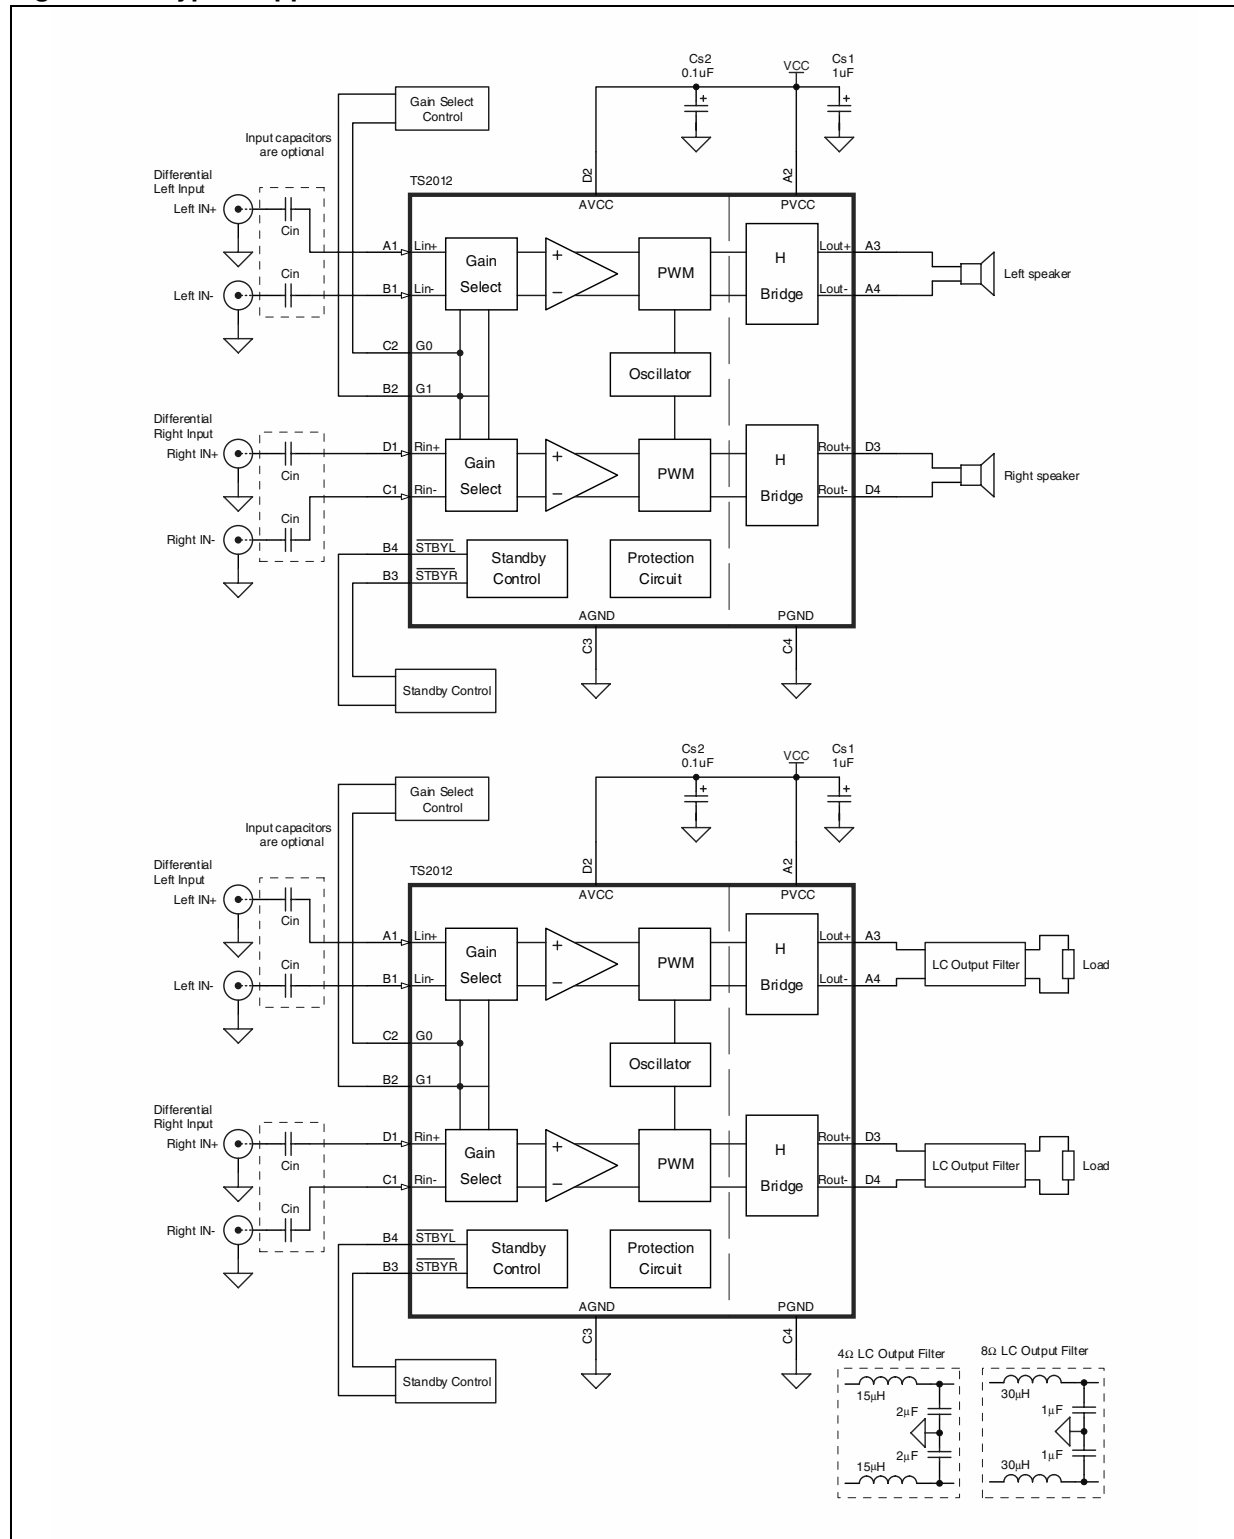 Cs2
0.1uF
VCC
Cs1
1uF
Gain Select
Control
Input capacitors
are optional
D2
A2
TS2012
AVCC
PVCC
Differential
Left Input
Left IN+
Cin
A1
Lin+
Gain
Select
+
−
PWM
H
Bridge
Lout+
A3
Left speaker
Left IN-
Cin
B1
Lin-
Lout-
A4
C2
G0
Oscillator
B2
G1
Differential
Right Input
Right IN+
Cin
D1
Rin+
Gain
Select
+
−
PWM
H
Bridge
Rout+
D3
Right speaker
C1
Rin-
Rout-
D4
Right IN-
Cin
B4
STBYL
Standby
Control
Protection
Circuit
B3
STBYR
AGND
PGND
C3
C4
Standby Control
Cs2
0.1uF
VCC
Cs1
1uF
Gain Select
Control
Input capacitors
are optional
D2
A2
TS2012
AVCC
PVCC
Differential
Left Input
Left IN+
Cin
A1
Lin+
Gain
Select
+
−
PWM
H
Bridge
Lout+
A3
LC Output Filter
Load
Left IN-
Cin
B1
Lin-
Lout-
A4
C2
G0
Oscillator
B2
G1
Differential
Right Input
Right IN+
Cin
D1
Rin+
Gain
Select
+
−
PWM
H
Bridge
Rout+
D3
LC Output Filter
Load
C1
Rin-
Rout-
D4
Right IN-
Cin
B4
STBYL
Standby
Control
Protection
Circuit
B3
STBYR
AGND
PGND
C3
C4
Standby Control
4Ω LC Output Filter
15µH
2µF
2µF
15µH
8Ω LC Output Filter
30µH
1µF
1µF
30µH